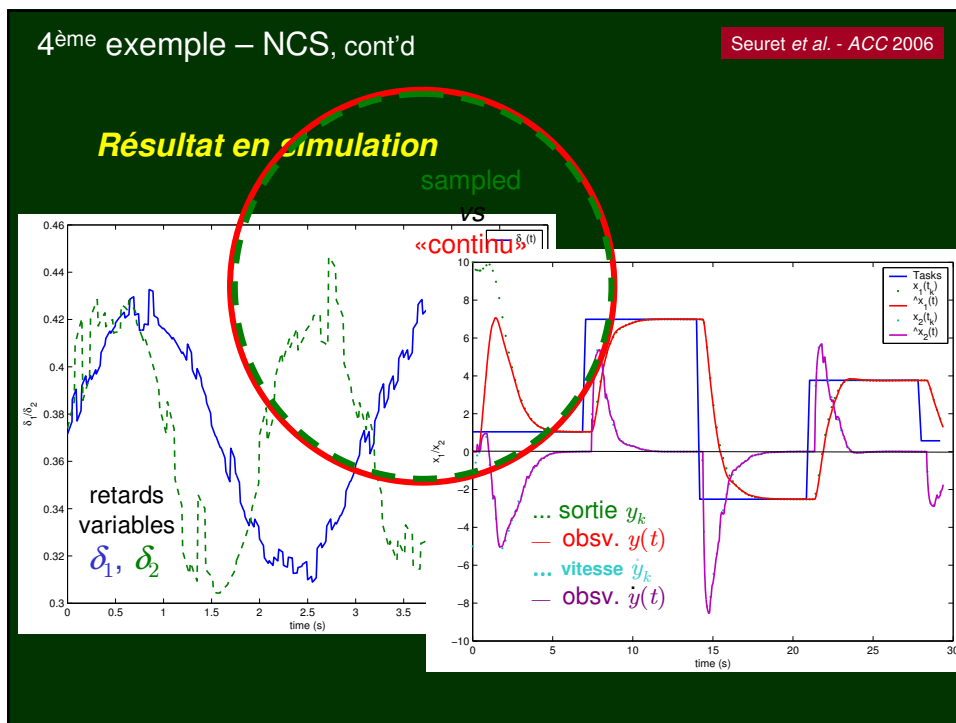 4ème exemple – NCS, cont'd
Seuret et al. - ACC 2006
Résultat en simulation
sampled
vs
«continu»
0.46
0.44
0.42
0.4
0.38
0.36
0.34
0.32
0.3
δ1/δ2
0
0.5
1
1.5
2
2.5
3
3.5
time (s)
δ1(t)
retards
variables
δ1, δ2
10
8
6
4
2
0
−2
−4
−6
−8
−10
x1/x2
0
5
10
15
20
25
30
time (s)
Tasks
x1(tk)
^x1(t)
x2(tk)
^x2(t)
... sortie yk
— obsv. y(t)
... vitesse ẏk
— obsv. ẏ(t)